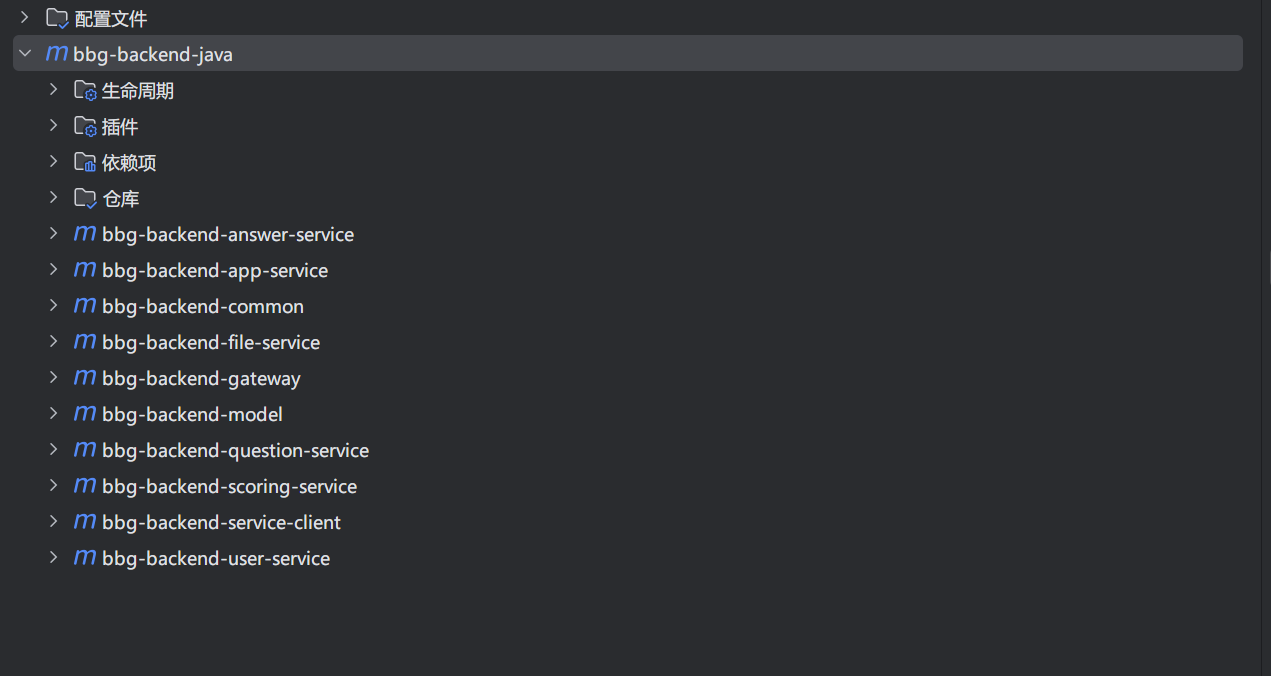 配置文件
bbg-backend-java
生命周期
插件
依赖项
仓库
bbg-backend-answer-service
bbg-backend-app-service
bbg-backend-common
bbg-backend-file-service
bbg-backend-gateway
bbg-backend-model
bbg-backend-question-service
bbg-backend-scoring-service
bbg-backend-service-client
bbg-backend-user-service